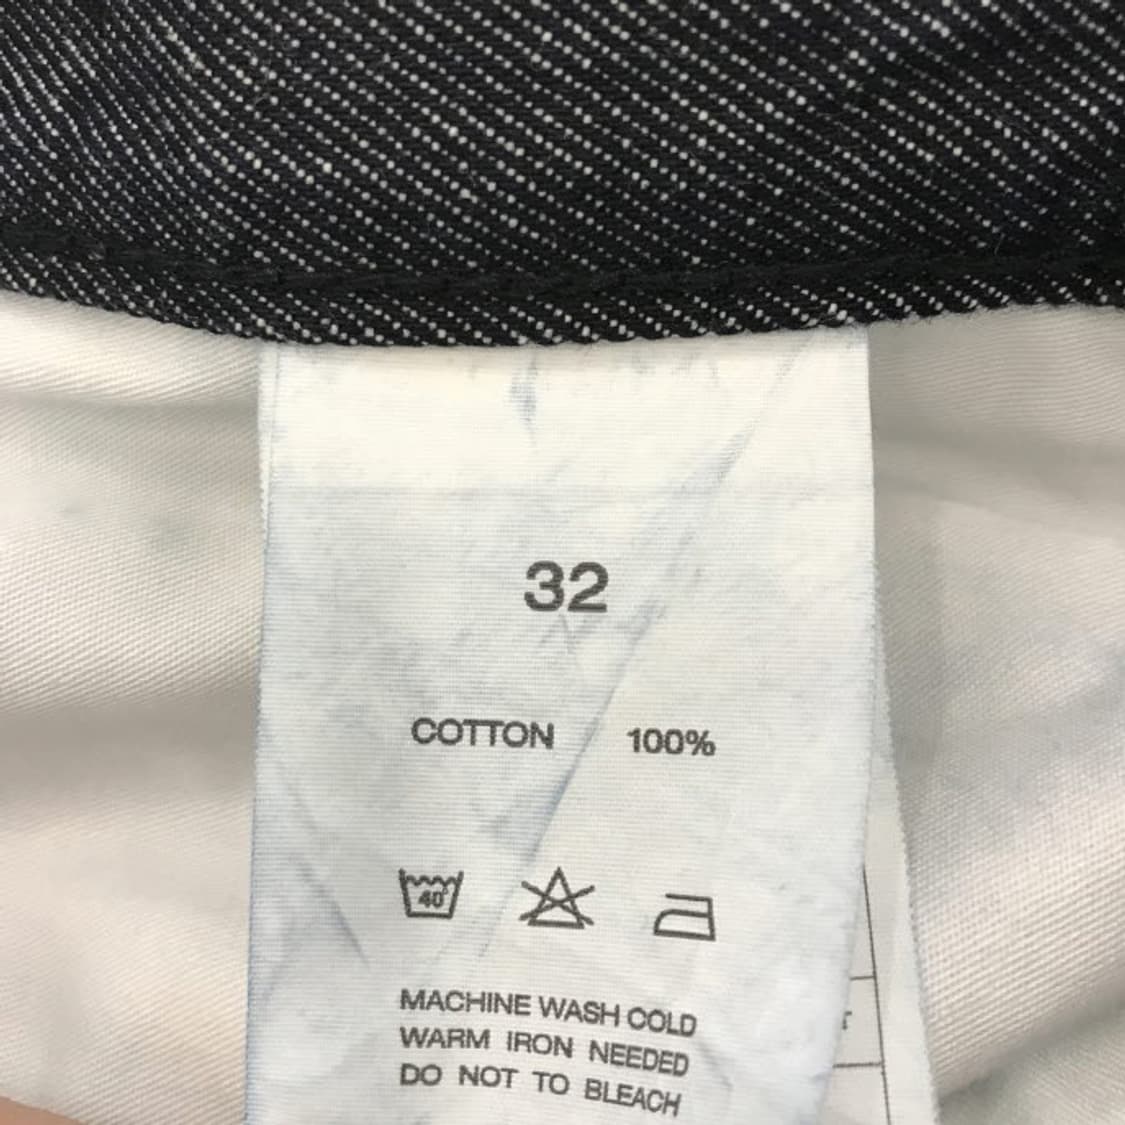 32
COTTON 100%
40°
MACHINE WASH COLD
WARM IRON NEEDED
DO NOT TO BLEACH